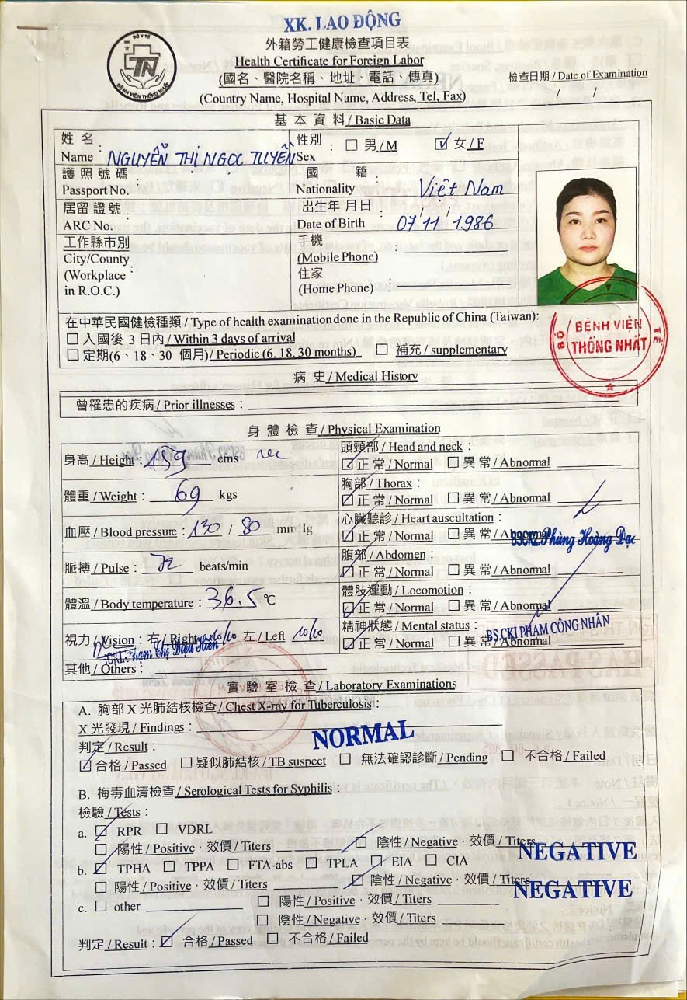 XK. LAO ĐỘNG
外籍勞工健康檢查項目表
Health Certificate for Foreign Labor
(國名、醫院名稱、地址、電話、傳真)
(Country Name, Hospital Name, Address, Tel, Fax)
檢查日期 / Date of Examination
/ /
BỘ Y TẾ
TN
BỆNH VIỆN THỐNG NHẤT
基本資料 / Basic Data
姓名
Name : NGUYỄN THỊ NGỌC TUYỀN
性別
Sex : □ 男/M ☑ 女/F
護照號碼
Passport No. :
國籍
Nationality : Việt Nam
居留證號
ARC No. :
出生年月日
Date of Birth : 07/11/1986
工作縣市別
City/County
(Workplace :
in R.O.C.)
手機
(Mobile Phone) :
住家
(Home Phone) :
BỘ Y TẾ
BỆNH VIỆN
THỐNG NHẤT
在中華民國健檢種類 / Type of health examination done in the Republic of China (Taiwan):
□ 入國後 3 日內 / Within 3 days of arrival
□ 定期(6、18、30 個月) / Periodic (6, 18, 30 months) □ 補充 / supplementary
病史 / Medical History
曾罹患的疾病 / Prior illnesses :
身體檢查 / Physical Examination
身高 / Height : 159 cms
頭頸部 / Head and neck :
☑ 正常 / Normal □ 異常 / Abnormal
體重 / Weight : 69 kgs
胸部 / Thorax :
☑ 正常 / Normal □ 異常 / Abnormal
血壓 / Blood pressure : 130 / 80 mmHg
心臟聽診 / Heart auscultation :
☑ 正常 / Normal □ 異常 / Abnormal
BSCK2 Phùng Hoàng Đạo
脈搏 / Pulse : 72 beats/min
腹部 / Abdomen :
☑ 正常 / Normal □ 異常 / Abnormal
體溫 / Body temperature : 36.5 °C
體肢運動 / Locomotion :
☑ 正常 / Normal □ 異常 / Abnormal
視力 / Vision : 右 / Right 10/10 左 / Left 10/10
精神狀態 / Mental status :
☑ 正常 / Normal □ 異常 / Abnormal
BS.CKI PHẠM CÔNG NHÂN
Thị Diệu Hiền
其他 / Others :
實驗室檢查 / Laboratory Examinations
A. 胸部 X 光肺結核檢查 / Chest X-ray for Tuberculosis :
X 光發現 / Findings :
NORMAL
判定 / Result :
☑ 合格 / Passed □ 疑似肺結核 / TB suspect □ 無法確認診斷 / Pending □ 不合格 / Failed
B. 梅毒血清檢查 / Serological Tests for Syphilis :
檢驗 / Tests :
a. ☑ RPR □ VDRL
□ 陽性 / Positive · 效價 / Titers ☑ 陰性 / Negative · 效價 / Titers NEGATIVE
b. ☑ TPHA □ TPPA □ FTA-abs □ TPLA □ EIA □ CIA
□ 陽性 / Positive · 效價 / Titers ☑ 陰性 / Negative · 效價 / Titers NEGATIVE
c. □ other □ 陽性 / Positive · 效價 / Titers
□ 陰性 / Negative · 效價 / Titers
判定 / Result : ☑ 合格 / Passed □ 不合格 / Failed